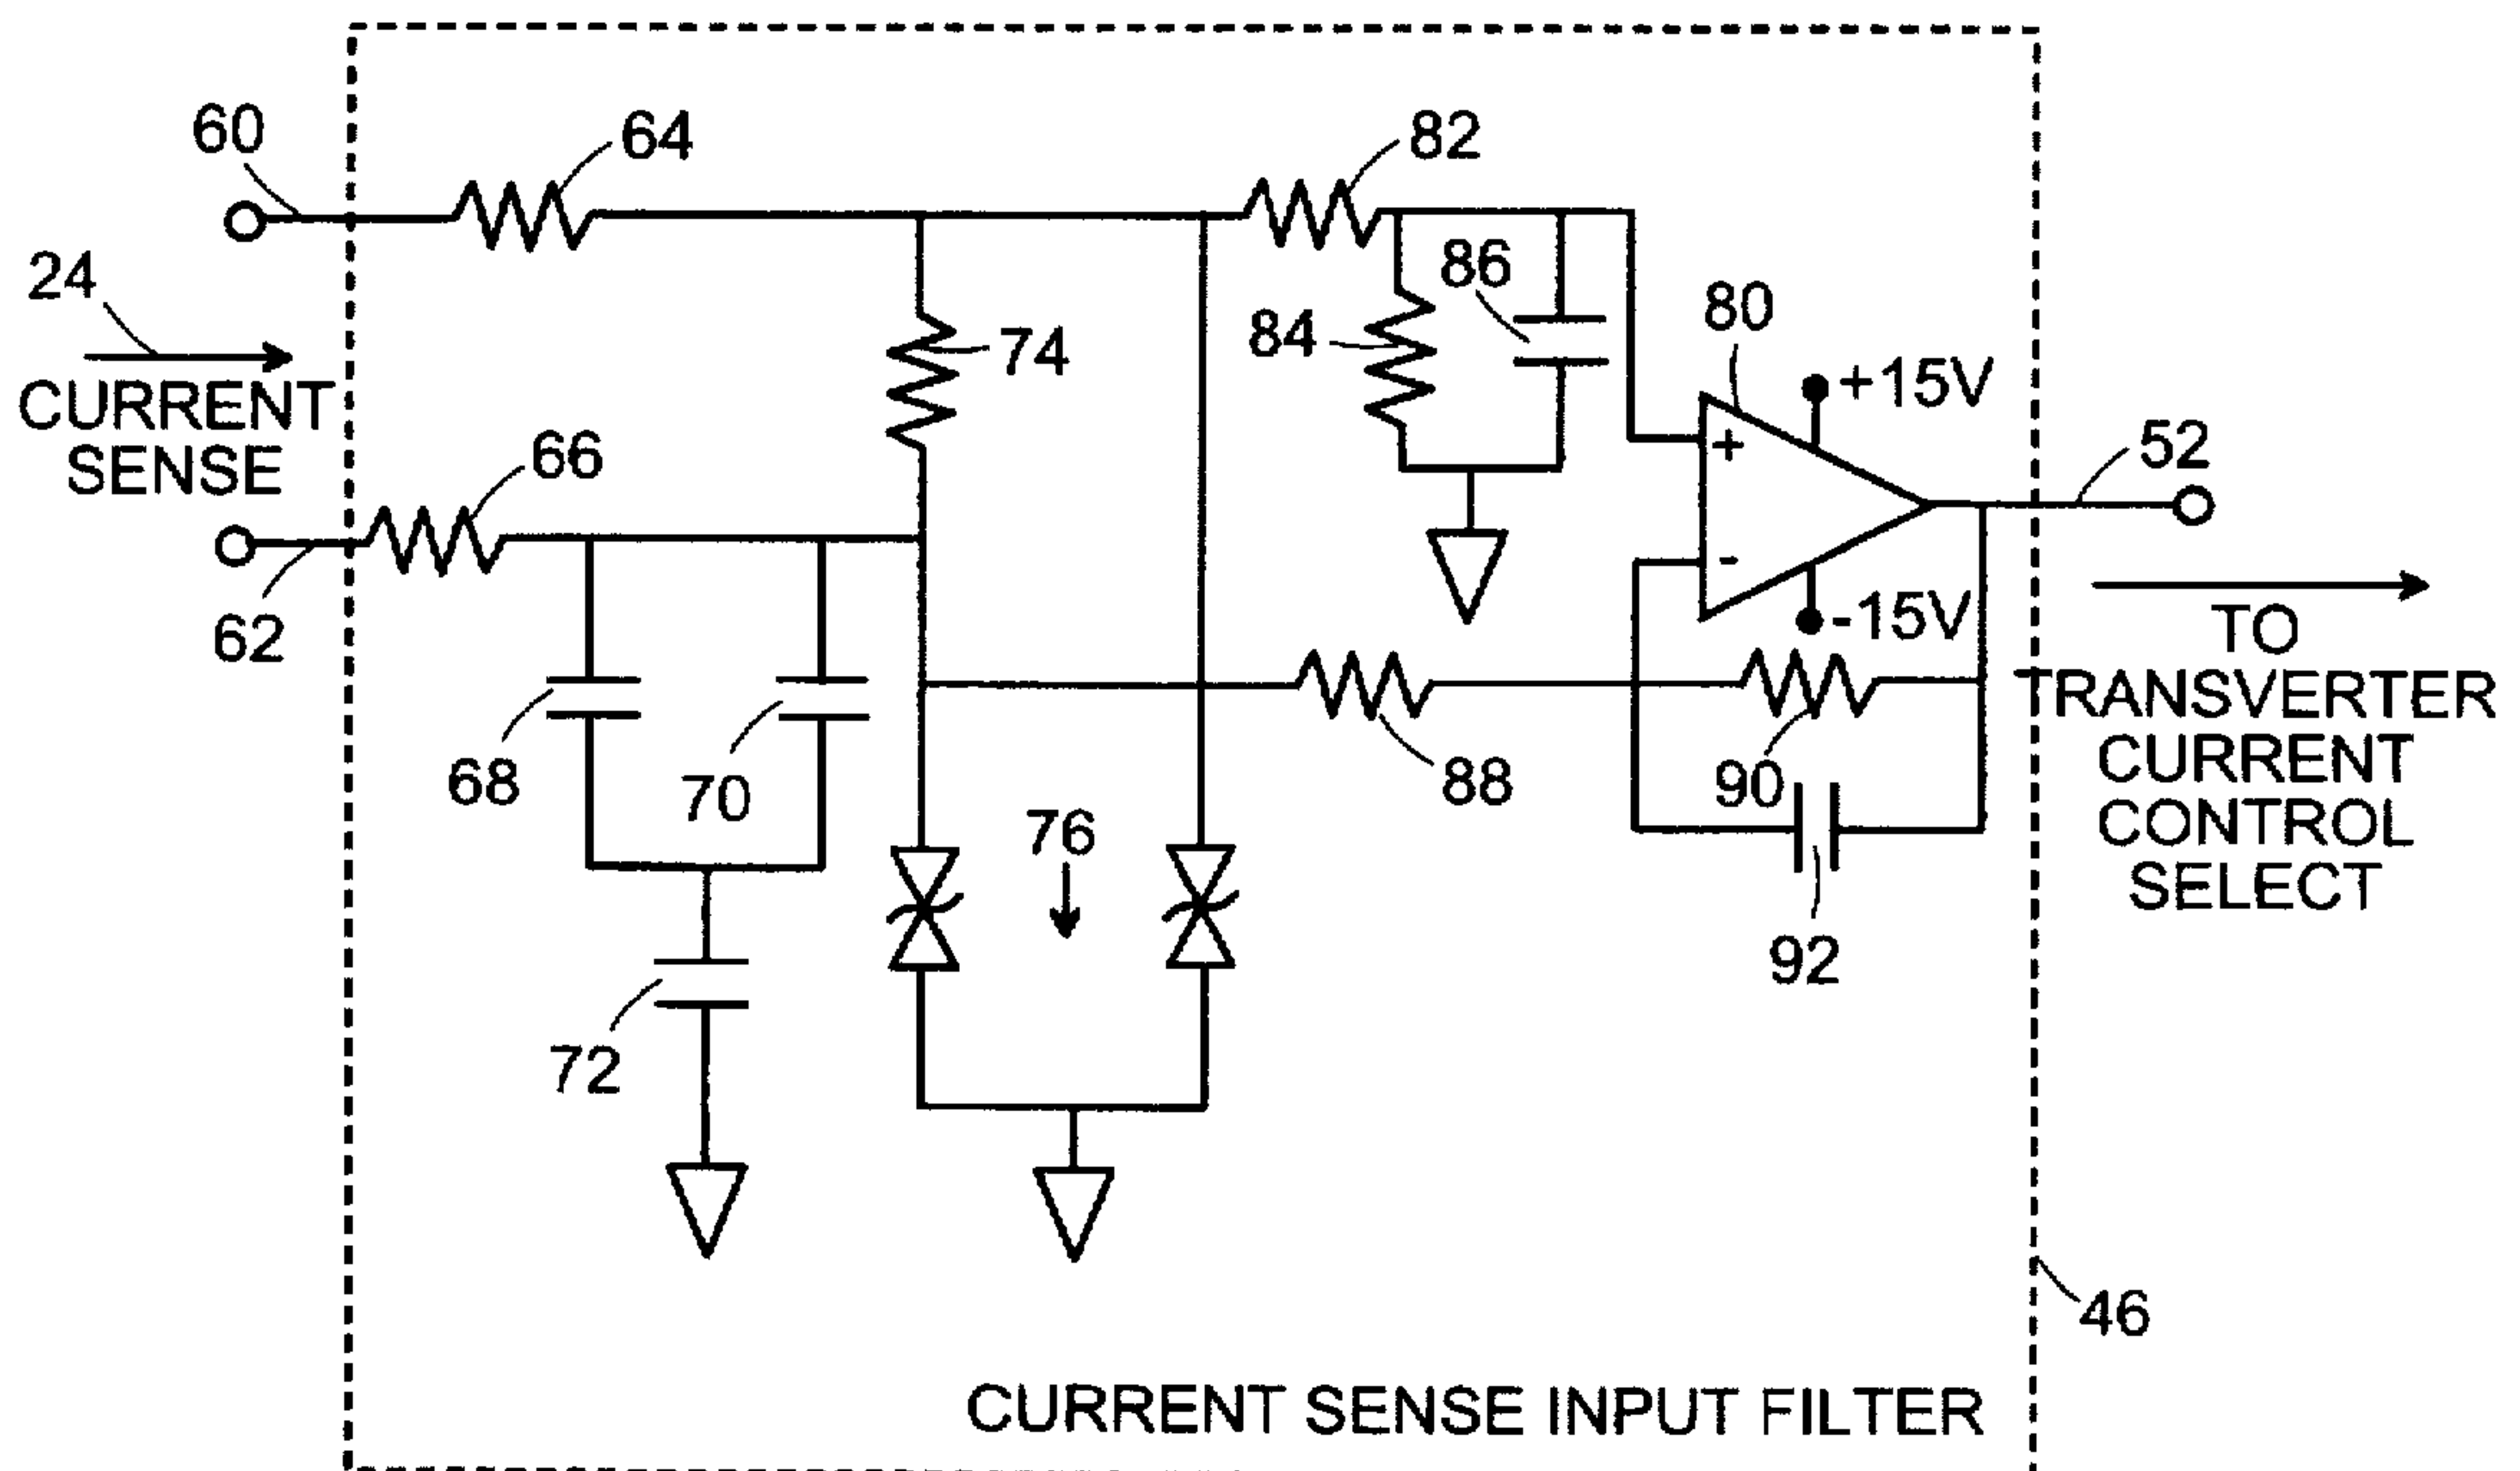 60
64
82
24
86
80
84
74
+15V
CURRENT
SENSE
66
+
52
-
-15V
62
TO
TRANSVERTER
CURRENT
CONTROL
SELECT
68
70
76
88
90
92
72
46
CURRENT SENSE INPUT FILTER